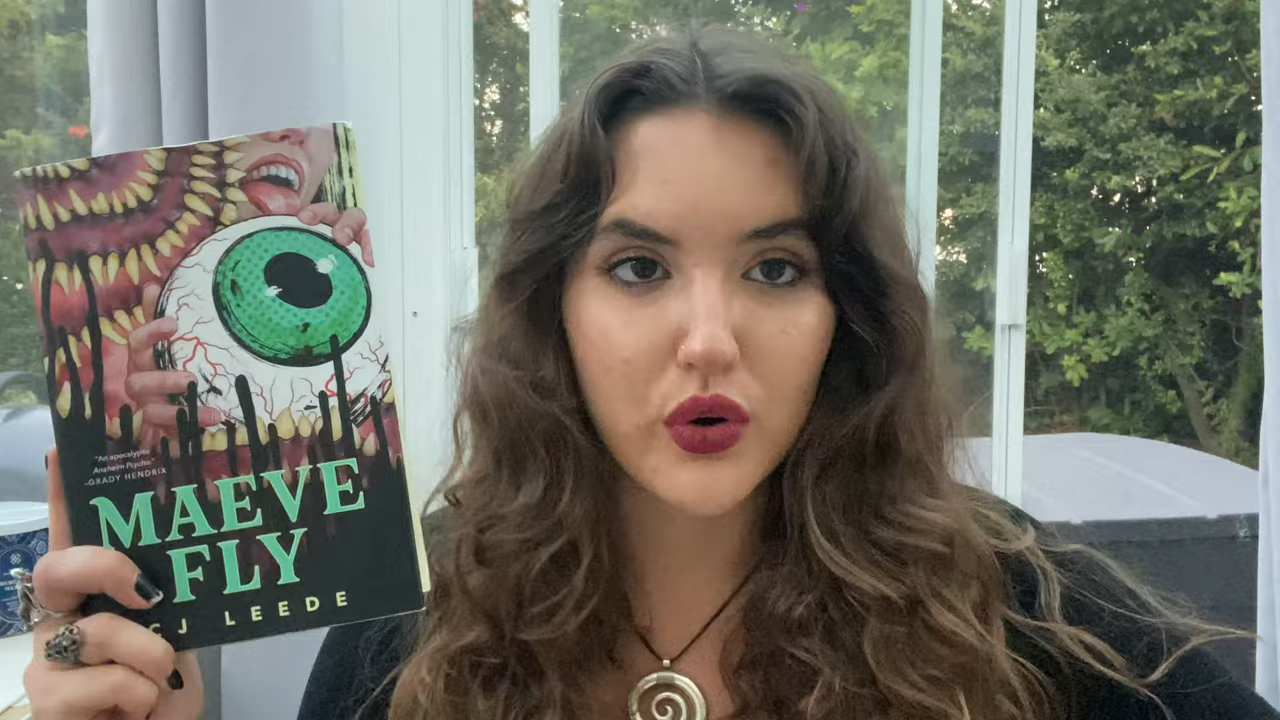 "An apocalyptic
Anaheim Psycho."
—GRADY HENDRIX
MAEVE
FLY
CJ LEEDE